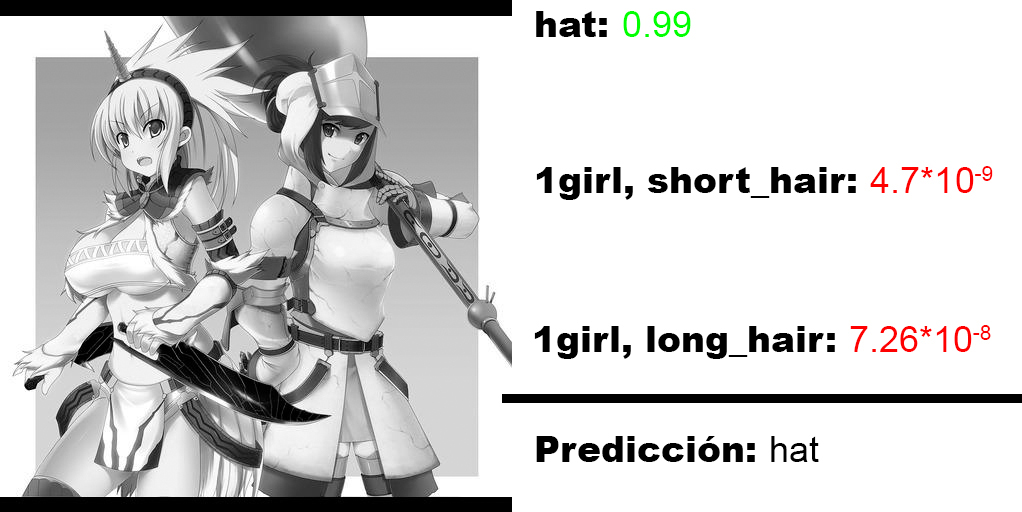 hat: 0.99
1girl, short_hair: 4.7*10⁻⁹
1girl, long_hair: 7.26*10⁻⁸
Predicción: hat